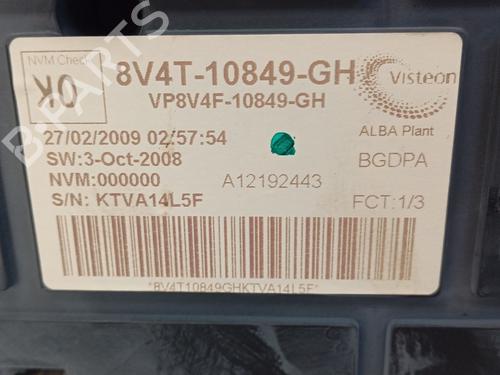 NVM Check
OK
8V4T-10849-GH
VP8V4F-10849-GH
Visteon
27/02/2009 02:57:54
SW:3-Oct-2008
NVM:000000
S/N: KTVA14L5F
A12192443
ALBA Plant
BGDPA
FCT:1/3
*8V4T10849GHKTVA14L5F*
B-PARTS